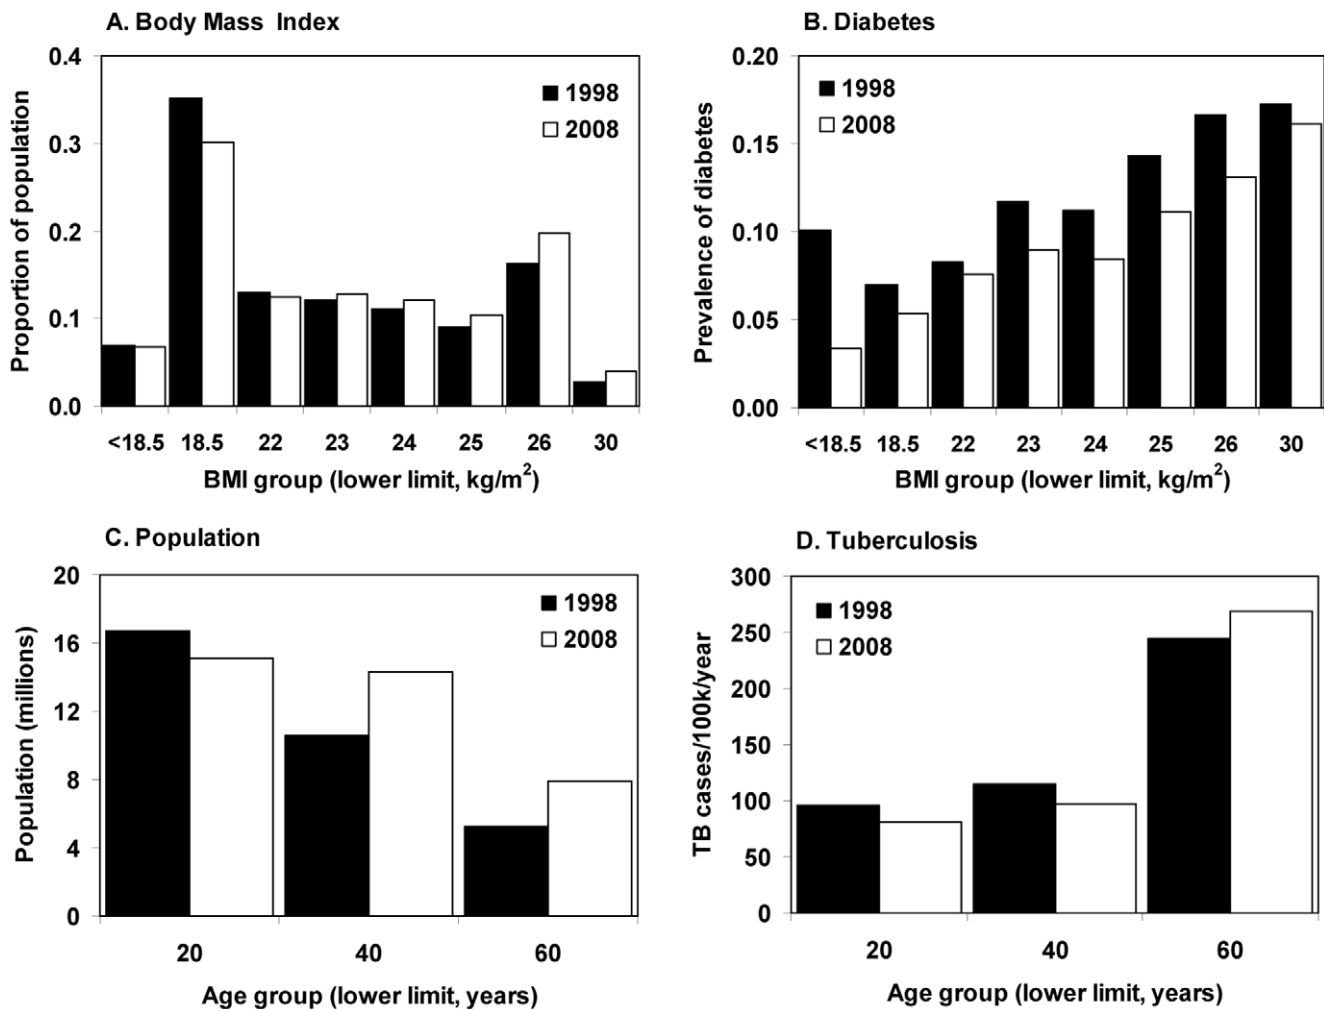 A. Body Mass Index
Proportion of population
0.4
0.3
0.2
0.1
0.0
1998
2008
<18.5 18.5 22 23 24 25 26 30
BMI group (lower limit, kg/m²)
B. Diabetes
Prevalence of diabetes
0.20
0.15
0.10
0.05
0.00
1998
2008
<18.5 18.5 22 23 24 25 26 30
BMI group (lower limit, kg/m²)
C. Population
Population (millions)
20
16
12
8
4
0
1998
2008
20 40 60
Age group (lower limit, years)
D. Tuberculosis
TB cases/100k/year
300
250
200
150
100
50
0
1998
2008
20 40 60
Age group (lower limit, years)